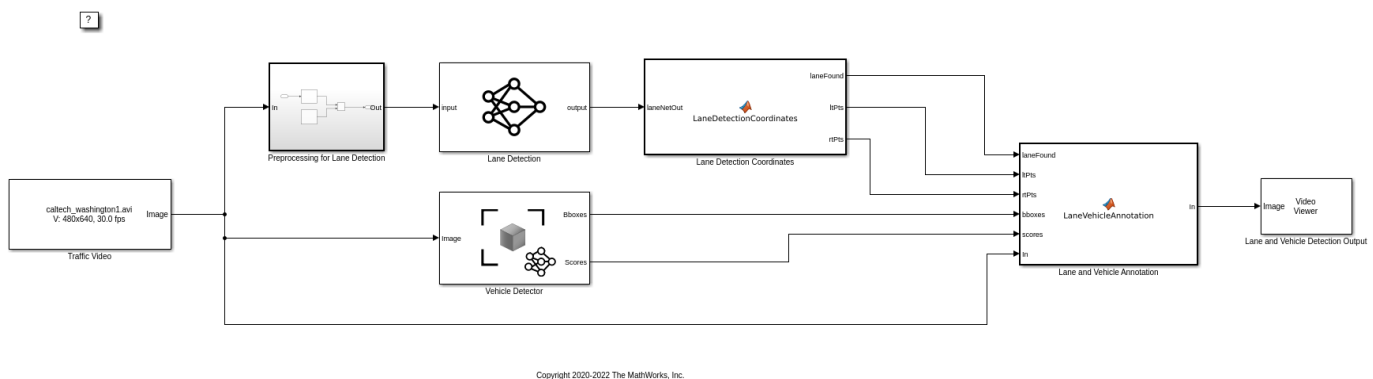 ?
In
Out
Preprocessing for Lane Detection
input
output
Lane Detection
laneNetOut
LaneDetectionCoordinates
laneFound
ltPts
rtPts
Lane Detection Coordinates
caltech_washington1.avi
V: 480x640, 30.0 fps
Image
Traffic Video
Image
Bboxes
Scores
Vehicle Detector
laneFound
ltPts
rtPts
bboxes
scores
In
LaneVehicleAnnotation
In
Lane and Vehicle Annotation
Image
Video
Viewer
Lane and Vehicle Detection Output
Copyright 2020-2022 The MathWorks, Inc.